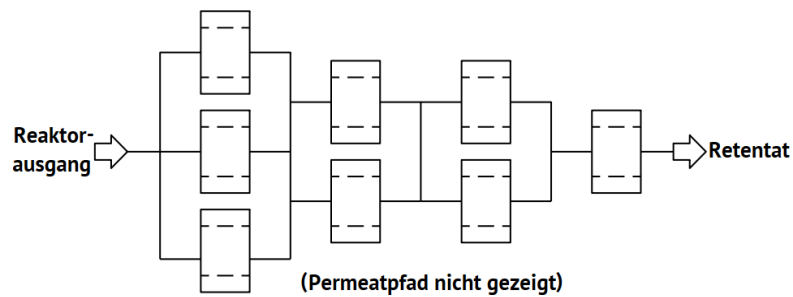 Reaktor-
ausgang
Retentat
(Permeatpfad nicht gezeigt)